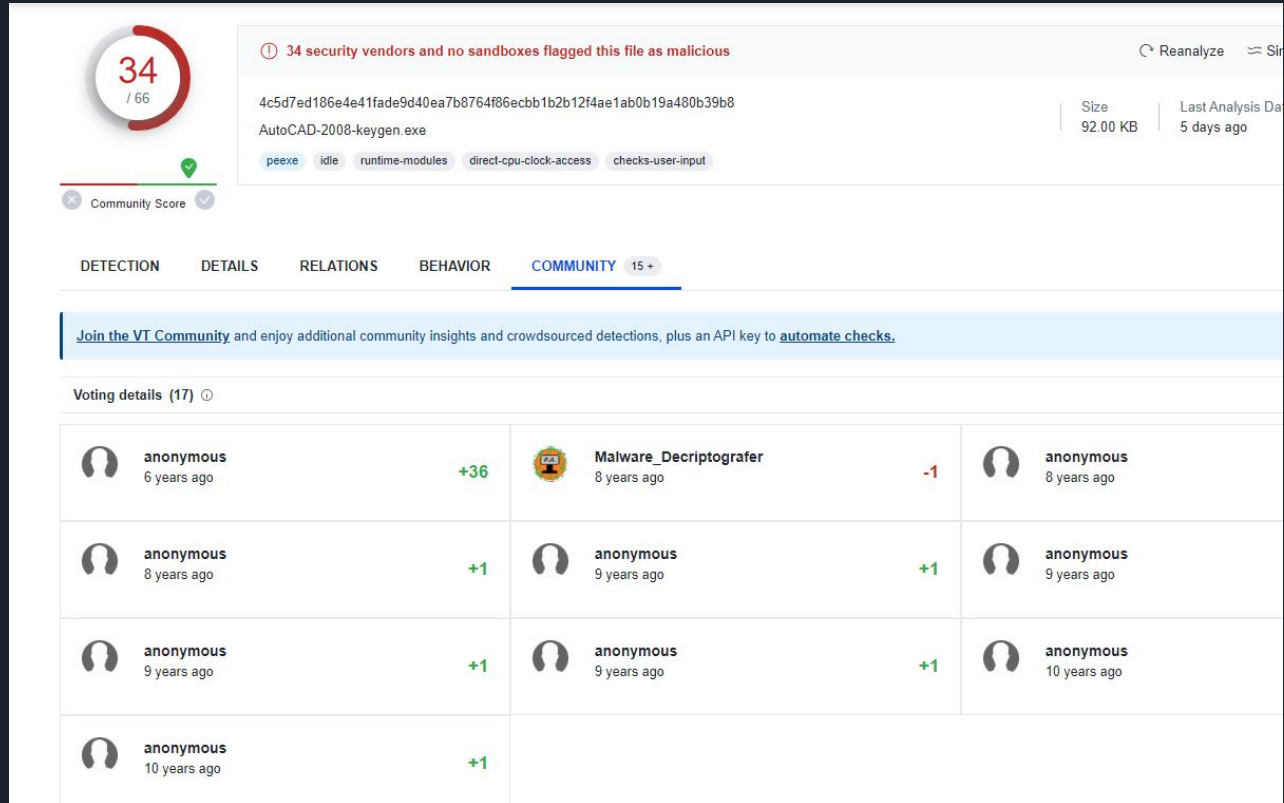 34
/ 66
Community Score
34 security vendors and no sandboxes flagged this file as malicious
Reanalyze
4c5d7ed186e4e41fade9d40ea7b8764f86ecbb1b2b12f4ae1ab0b19a480b39b8
AutoCAD-2008-keygen.exe
peexe idle runtime-modules direct-cpu-clock-access checks-user-input
Size
92.00 KB
Last Analysis
5 days ago
DETECTION DETAILS RELATIONS BEHAVIOR COMMUNITY 15 +
Join the VT Community and enjoy additional community insights and crowdsourced detections, plus an API key to automate checks.
Voting details (17)
anonymous
6 years ago
+36
Malware_Decriptografer
8 years ago
-1
anonymous
8 years ago
anonymous
8 years ago
+1
anonymous
9 years ago
+1
anonymous
9 years ago
anonymous
9 years ago
+1
anonymous
9 years ago
+1
anonymous
10 years ago
anonymous
10 years ago
+1